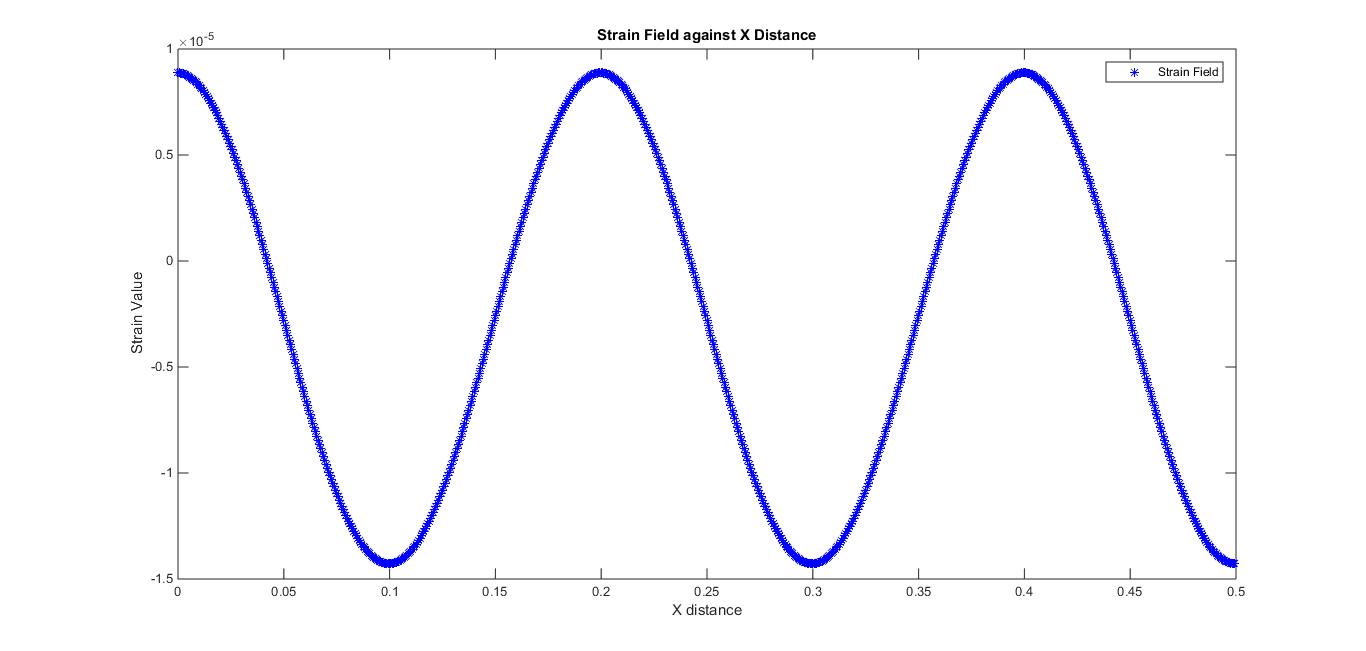 Strain Field against X Distance
×10^-5
Strain Field
1
0.5
0
-0.5
-1
-1.5
Strain Value
0 0.05 0.1 0.15 0.2 0.25 0.3 0.35 0.4 0.45 0.5
X distance